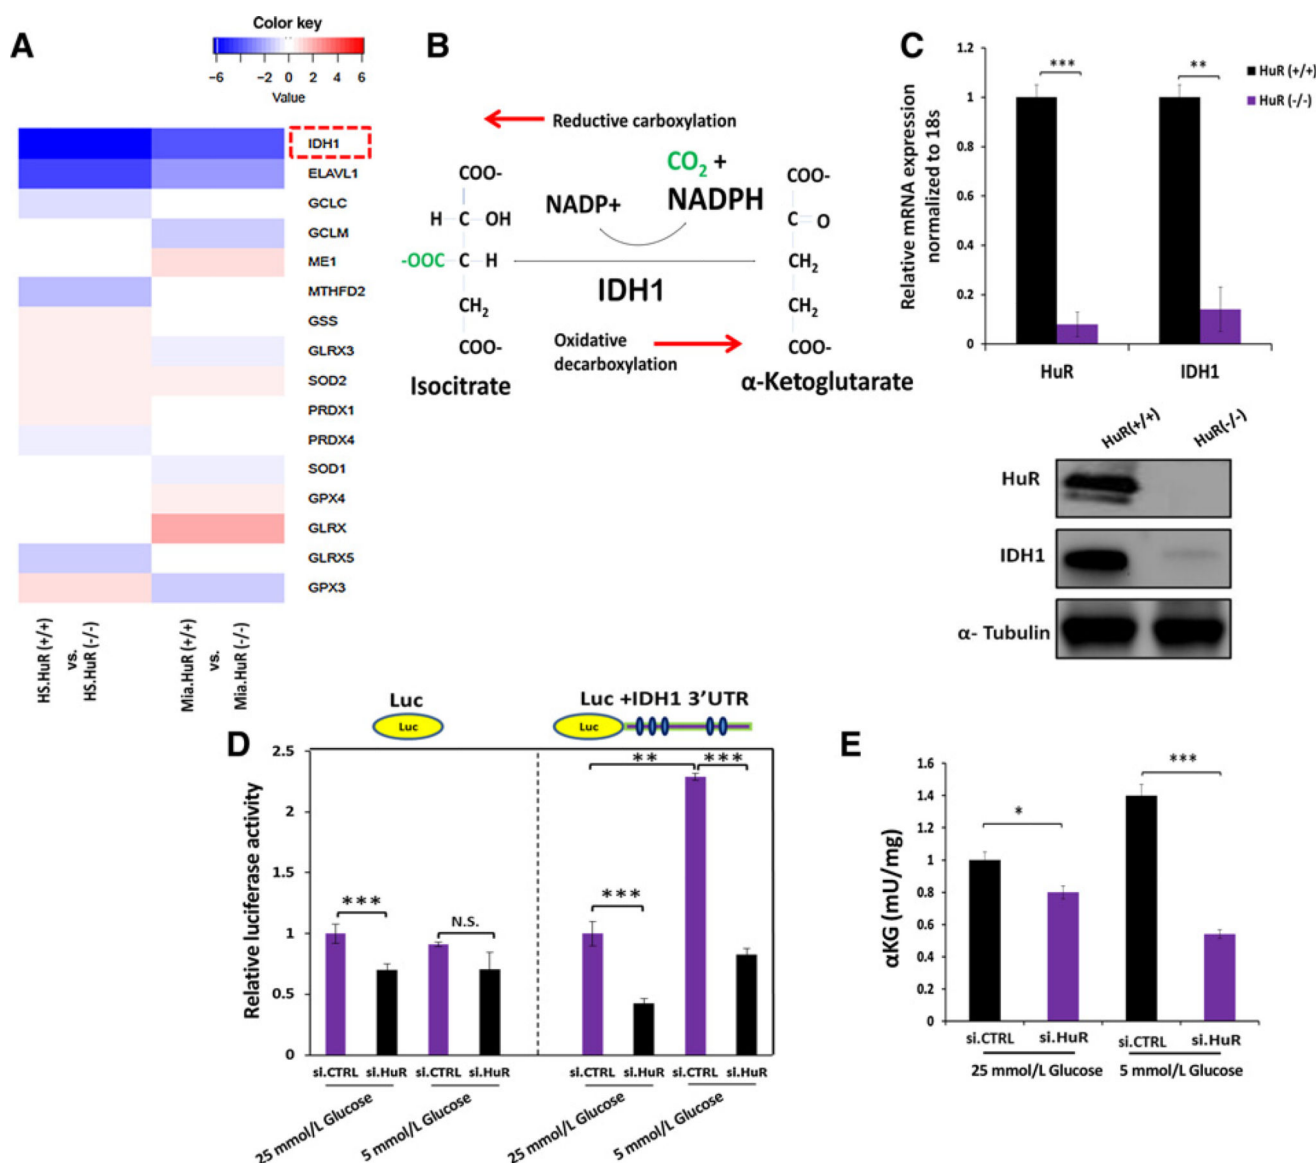 A
Color key
−6 −4 −2 0 2 4 6
Value
IDH1
ELAVL1
GCLC
GCLM
ME1
MTHFD2
GSS
GLRX3
SOD2
PRDX1
PRDX4
SOD1
GPX4
GLRX
GLRX5
GPX3
HS.HuR (+/+)
vs.
HS.HuR (-/-)
Mia.HuR (+/+)
vs.
Mia.HuR (-/-)
B
Reductive carboxylation
CO2 +
NADP+ NADPH
COO-
H C OH
-OOC C H
CH2
COO-
Isocitrate
IDH1
Oxidative
decarboxylation
COO-
C O
CH2
CH2
COO-
α-Ketoglutarate
C
Relative mRNA expression
normalized to 18s
1.2
1
0.8
0.6
0.4
0.2
0
***
**
HuR (+/+)
HuR (-/-)
HuR IDH1
HuR(+/+) HuR(-/-)
HuR
IDH1
α- Tubulin
D
Luc
Luc
Luc +IDH1 3'UTR
Luc
Relative luciferase activity
2.5
2
1.5
1
0.5
0
***
N.S.
***
**
***
si.CTRL si.HuR si.CTRL si.HuR si.CTRL si.HuR si.CTRL si.HuR
25 mmol/L Glucose 5 mmol/L Glucose 25 mmol/L Glucose 5 mmol/L Glucose
E
αKG (mU/mg)
1.6
1.4
1.2
1
0.8
0.6
0.4
0.2
0
*
***
si.CTRL si.HuR si.CTRL si.HuR
25 mmol/L Glucose 5 mmol/L Glucose